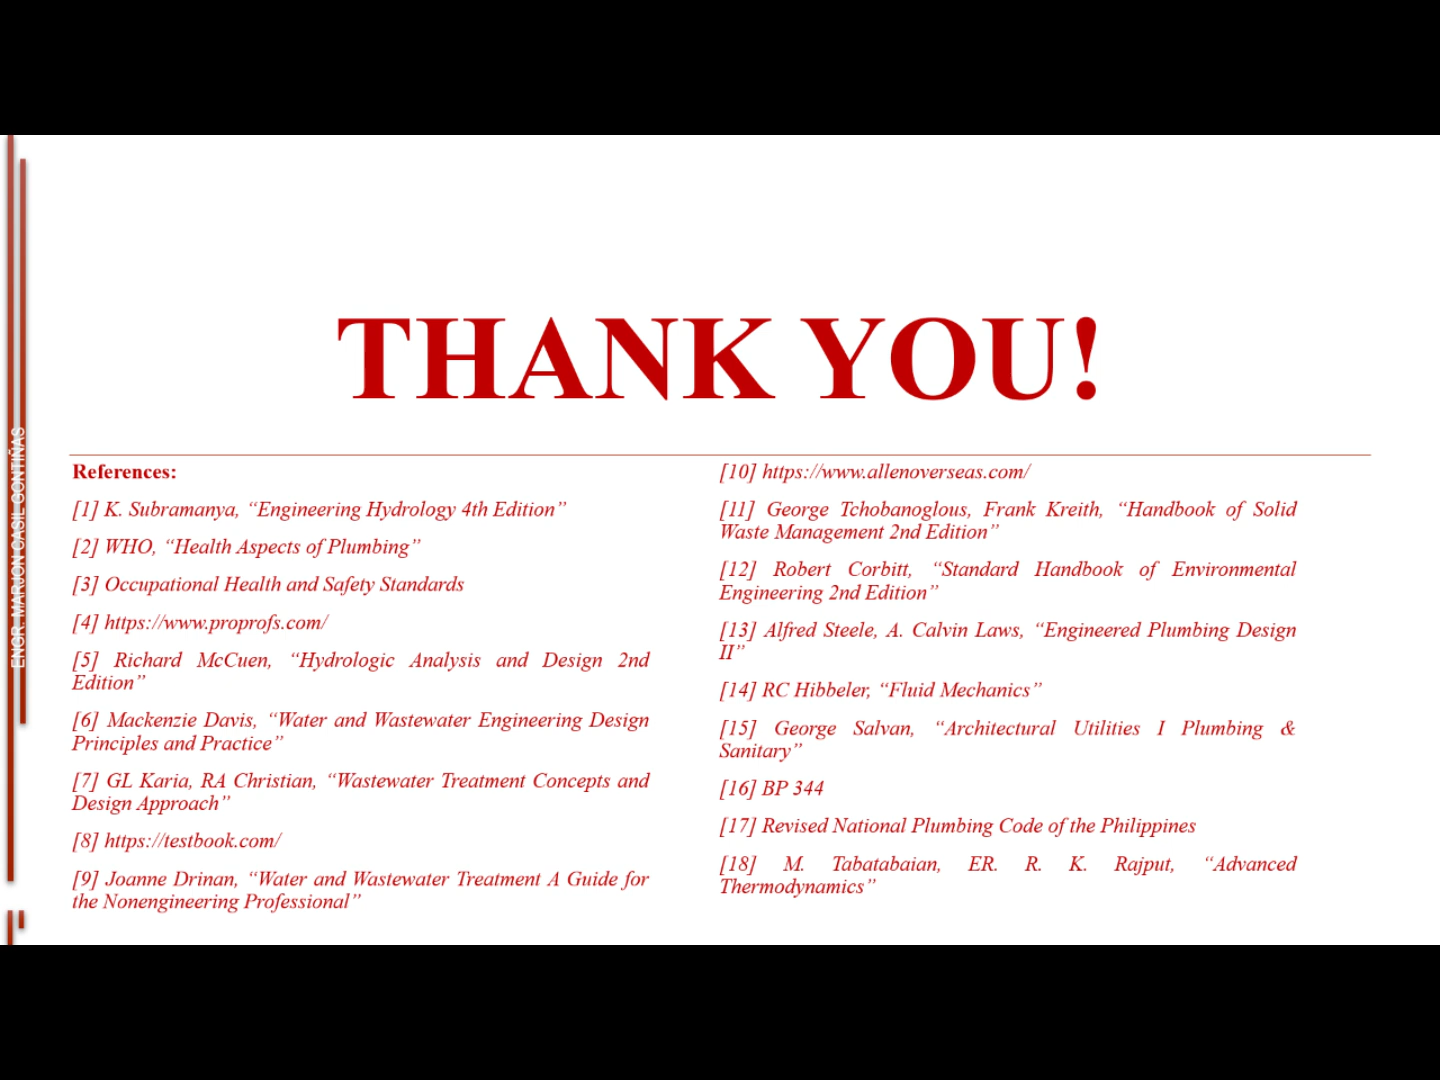 THANK YOU!
ENGR. MARJON CASIL GONTIÑAS
References:
[1] K. Subramanya, “Engineering Hydrology 4th Edition”
[2] WHO, “Health Aspects of Plumbing”
[3] Occupational Health and Safety Standards
[4] https://www.proprofs.com/
[5] Richard McCuen, “Hydrologic Analysis and Design 2nd
Edition”
[6] Mackenzie Davis, “Water and Wastewater Engineering Design
Principles and Practice”
[7] GL Karia, RA Christian, “Wastewater Treatment Concepts and
Design Approach”
[8] https://testbook.com/
[9] Joanne Drinan, “Water and Wastewater Treatment A Guide for
the Nonengineering Professional”
[10] https://www.allenoverseas.com/
[11] George Tchobanoglous, Frank Kreith, “Handbook of Solid
Waste Management 2nd Edition”
[12] Robert Corbitt, “Standard Handbook of Environmental
Engineering 2nd Edition”
[13] Alfred Steele, A. Calvin Laws, “Engineered Plumbing Design
II”
[14] RC Hibbeler, “Fluid Mechanics”
[15] George Salvan, “Architectural Utilities I Plumbing &
Sanitary”
[16] BP 344
[17] Revised National Plumbing Code of the Philippines
[18] M. Tabatabaian, ER. R. K. Rajput, “Advanced
Thermodynamics”